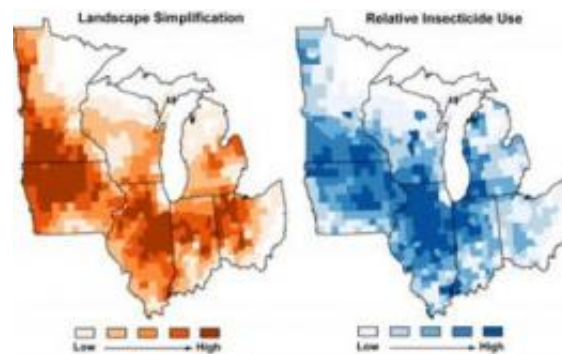 Landscape Simplification
Relative Insecticide Use
Low High
Low High